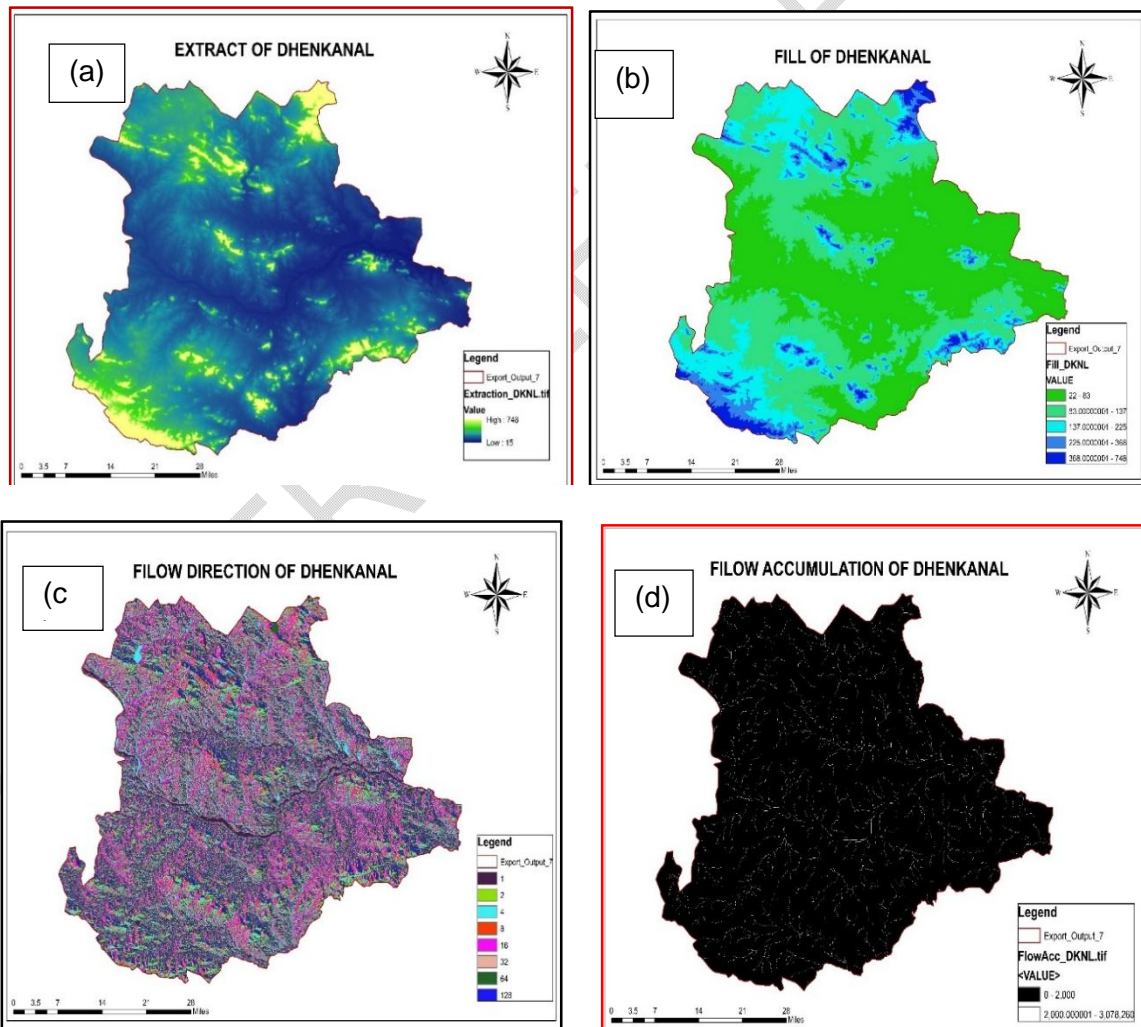 (a)
EXTRACT OF DHENKANAL
N
W E
S
Legend
Export_Output_7
Extraction_DKNL.tif
Value
High : 748
Low : 15
0 3.5 7 14 21 28
Miles
(b)
FILL OF DHENKANAL
N
W E
S
Legend
Export_Output_7
Fill_DKNL
VALUE
22 - 83
83.00000001 - 137
137.0000001 - 225
225.0000001 - 368
368.0000001 - 748
0 3.5 7 14 21 28
Miles
(c
FILOW DIRECTION OF DHENKANAL
N
W E
S
Legend
Export_Output_7
1
2
4
8
16
32
64
128
0 3.5 7 14 21 28
Miles
(d)
FILOW ACCUMULATION OF DHENKANAL
N
W E
S
Legend
Export_Output_7
FlowAcc_DKNL.tif
<VALUE>
0 - 2,000
2,000.000001 - 3,078,260
0 3.5 7 14 21 28
Miles